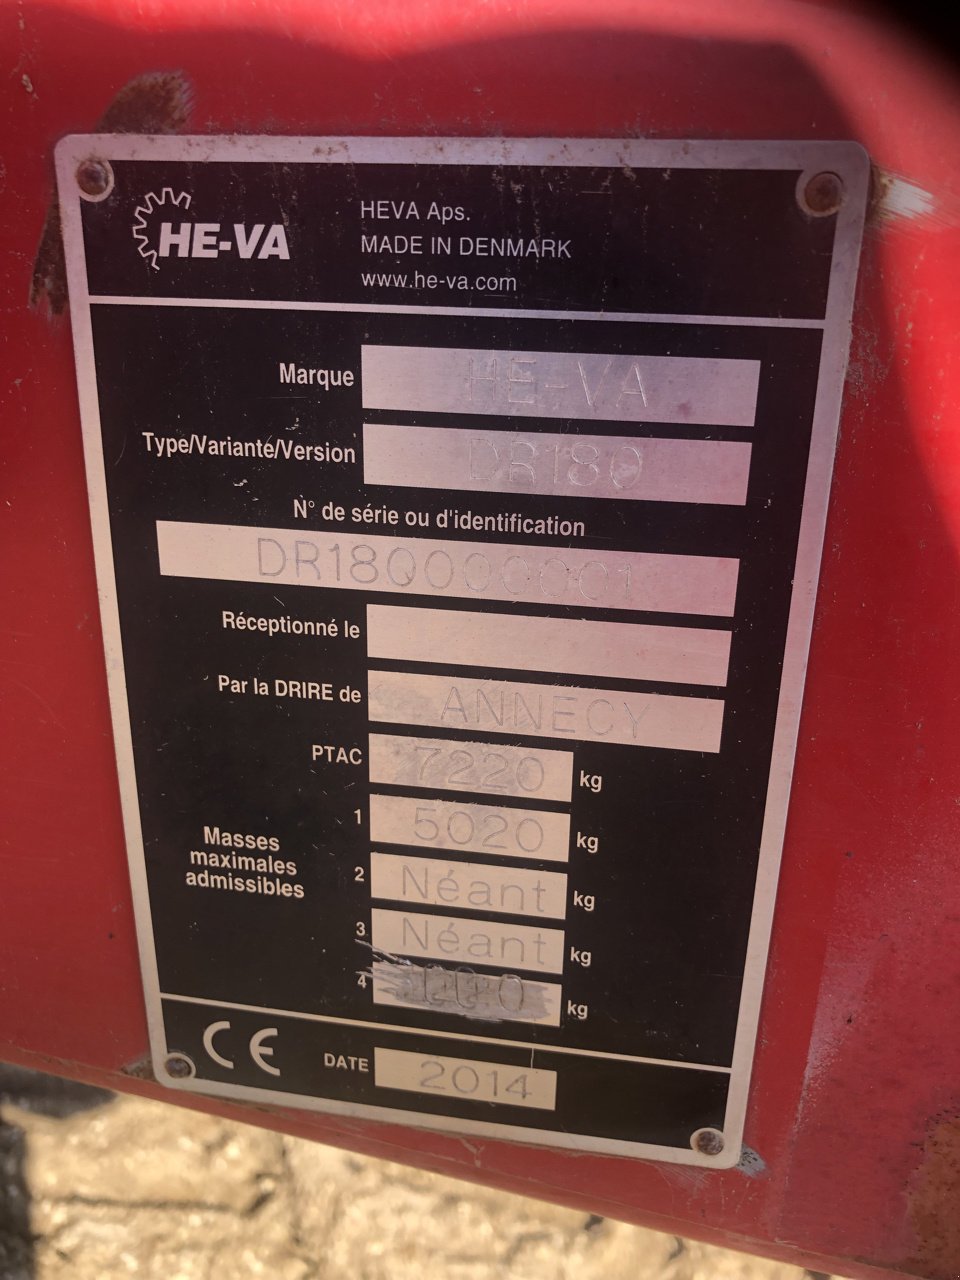 HE-VA
HEVA Aps.
MADE IN DENMARK
www.he-va.com
Marque HE-VA
Type/Variante/Version DR180
N° de série ou d'identification
DR180000001
Réceptionné le
Par la DRIRE de ANNECY
PTAC 7220 kg
Masses maximales admissibles
1 5020 kg
2 Néant kg
3 Néant kg
4 kg
CE DATE 2014